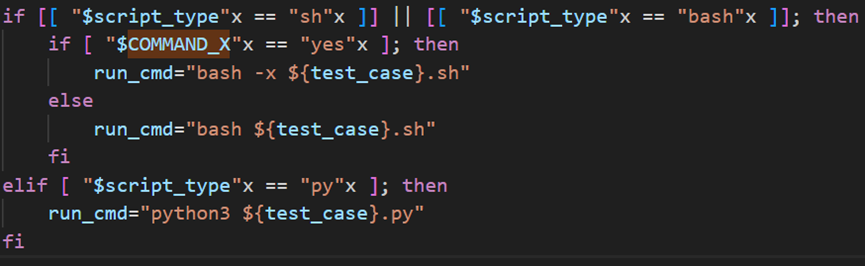 if [[ "$script_type"x == "sh"x ]] || [[ "$script_type"x == "bash"x ]]; then
    if [ "$COMMAND_X"x == "yes"x ]; then
        run_cmd="bash -x ${test_case}.sh"
    else
        run_cmd="bash ${test_case}.sh"
    fi
elif [ "$script_type"x == "py"x ]; then
    run_cmd="python3 ${test_case}.py"
fi